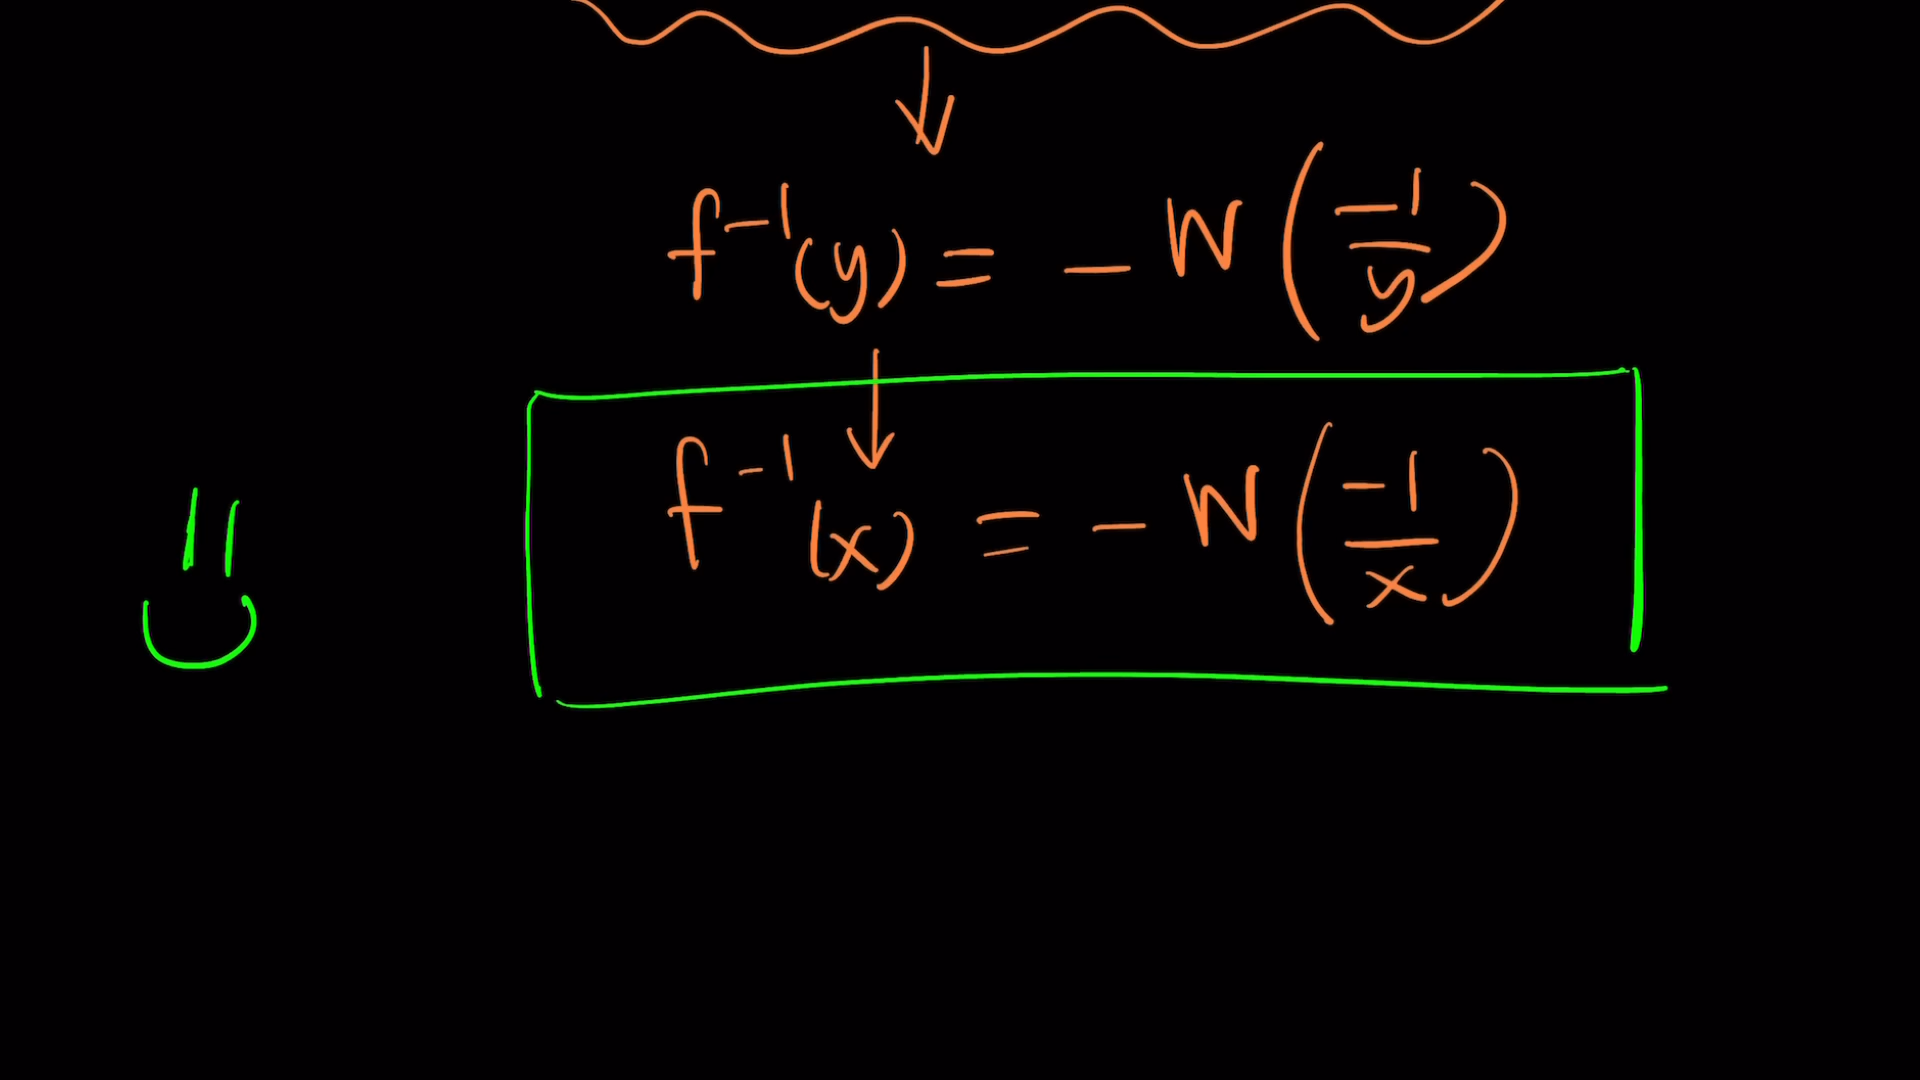 f⁻¹(y) = − W(−1/y)
f⁻¹(x) = − W(−1/x)